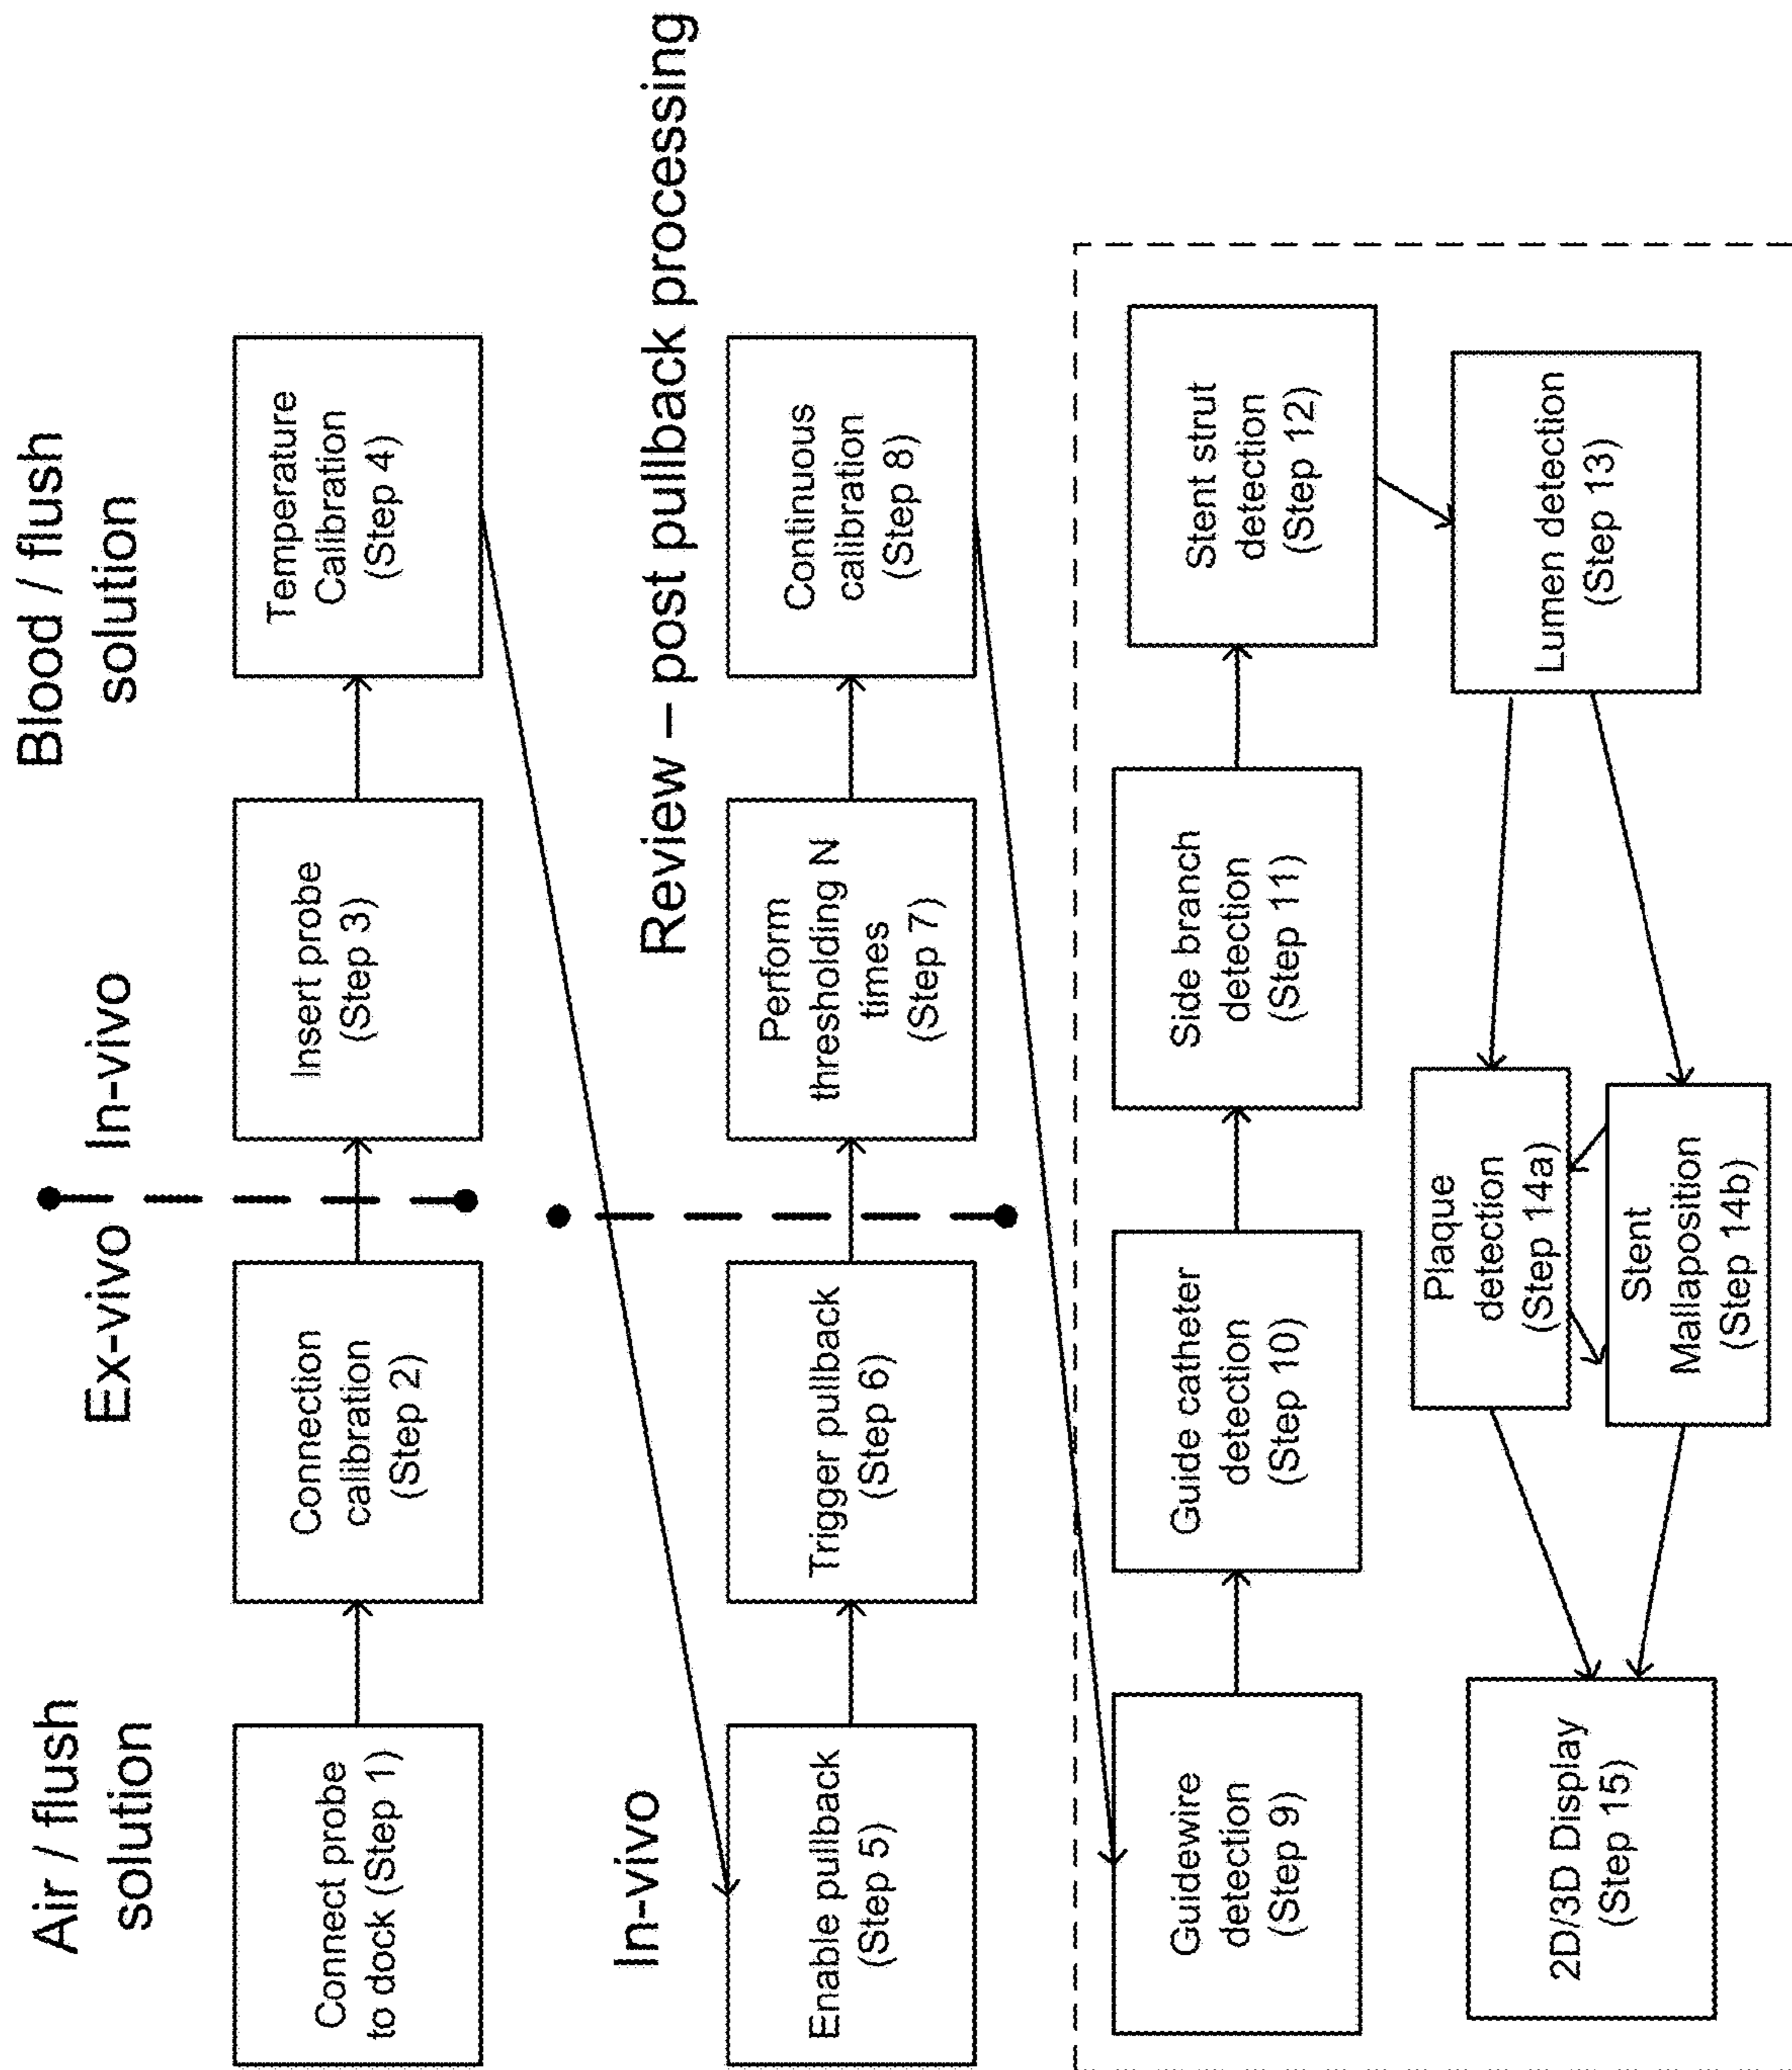 Air / flush
solution
Blood / flush
solution
Ex-vivo
In-vivo
Connect probe
to dock (Step 1)
Connection
calibration
(Step 2)
Insert probe
(Step 3)
Temperature
Calibration
(Step 4)
In-vivo
Review – post pullback processing
Enable pullback
(Step 5)
Trigger pullback
(Step 6)
Perform
thresholding N
times
(Step 7)
Continuous
calibration
(Step 8)
Guidewire
detection
(Step 9)
Guide catheter
detection
(Step 10)
Side branch
detection
(Step 11)
Stent strut
detection
(Step 12)
Lumen detection
(Step 13)
Plaque
detection
(Step 14a)
Stent
Mallaposition
(Step 14b)
2D/3D Display
(Step 15)